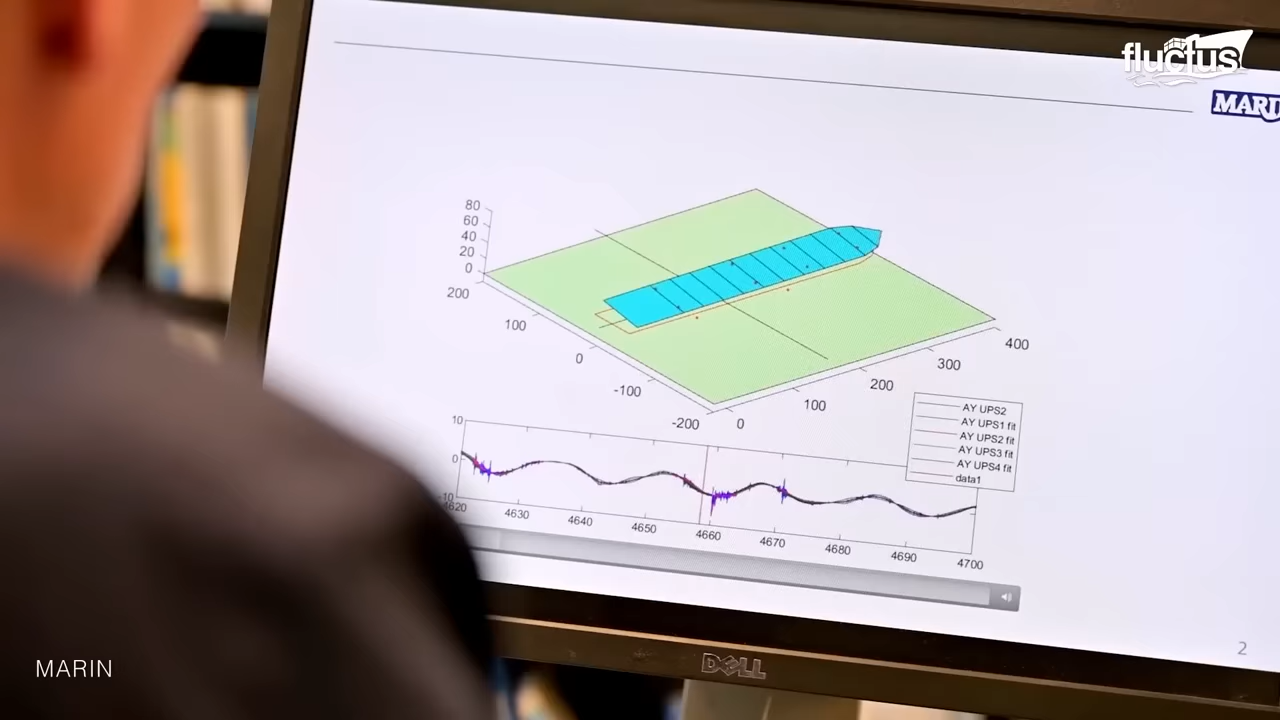 fluctus
MARI
80
60
40
20
0
200
100
0
-100
-200
0
100
200
300
400
AY UPS2
AY UPS1 fit
AY UPS2 fit
AY UPS3 fit
AY UPS4 fit
data1
10
0
-10
4620
4630
4640
4650
4660
4670
4680
4690
4700
2
DELL
MARIN